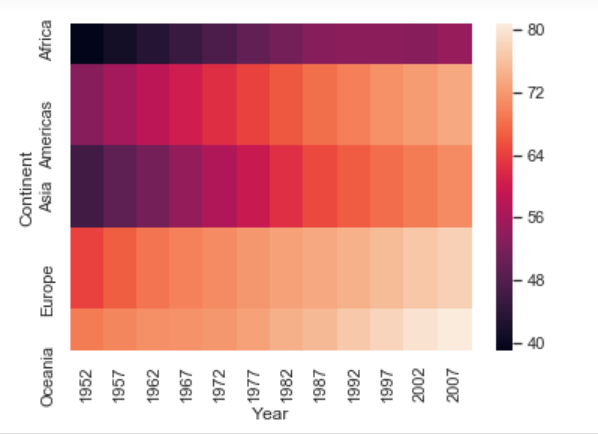 Continent
Africa
Americas
Asia
Europe
Oceania
1952 1957 1962 1967 1972 1977 1982 1987 1992 1997 2002 2007
Year
80
72
64
56
48
40